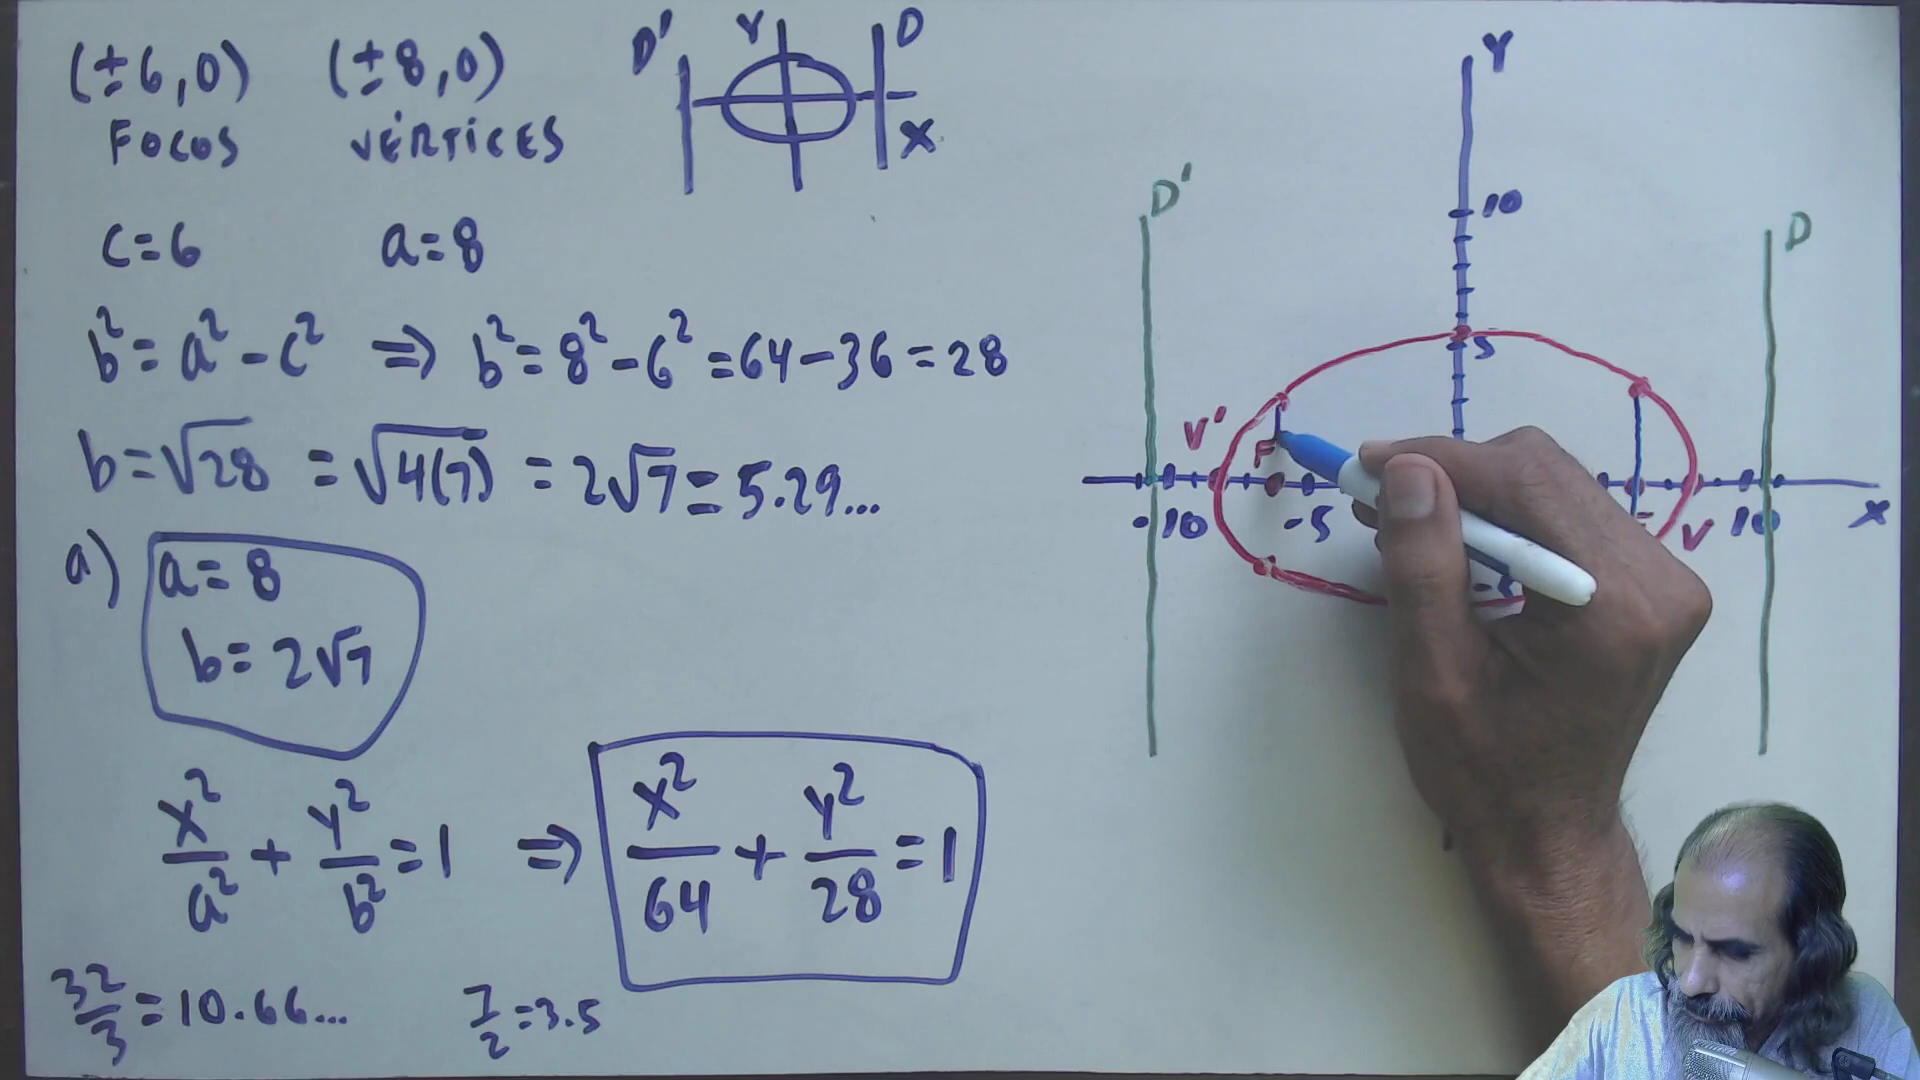 (±6,0) (±8,0)
FOCOS VÉRTICES
D' Y D
X
c=6 a=8
b²=a²-c² ⇒ b²=8²-6²=64-36=28
b=√28 = √4(7) = 2√7 = 5.29...
a) a=8
b=2√7
x²/a² + y²/b² = 1 ⇒ x²/64 + y²/28 = 1
32/3 = 10.66... 7/2 = 3.5
Y
D' D
10
5
V' F
-10 -5 V 10 X